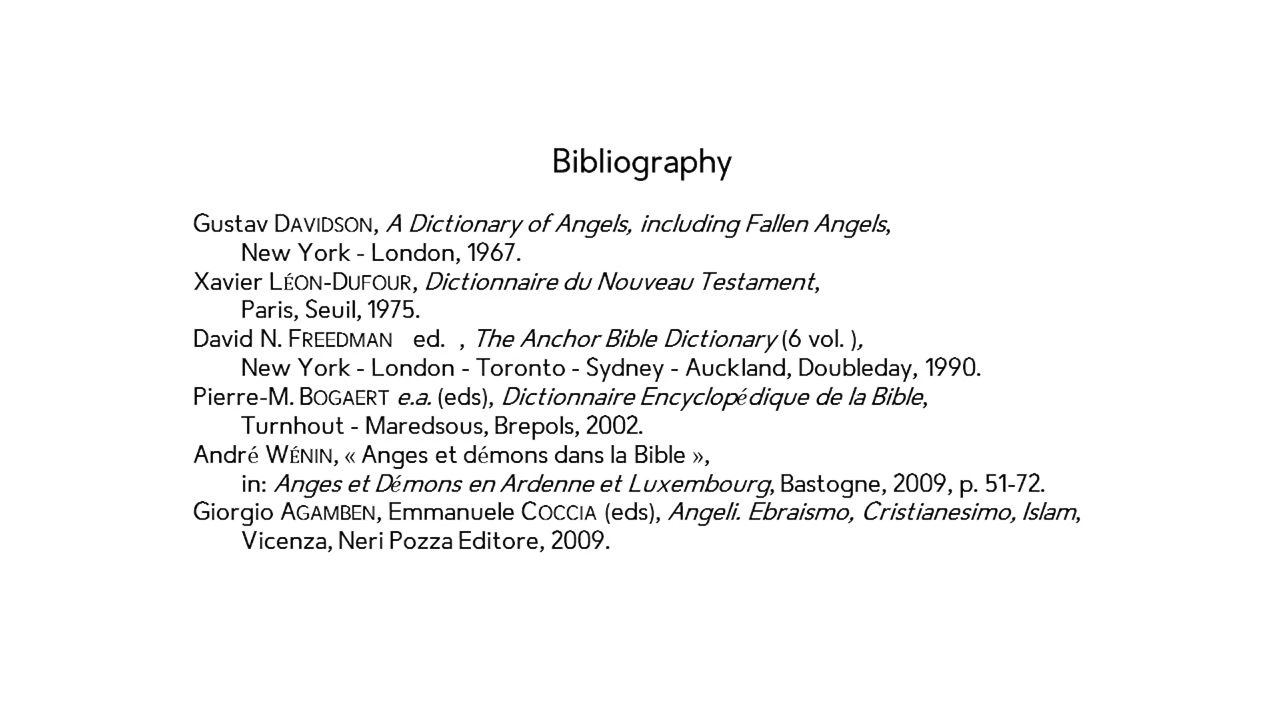 Bibliography
Gustav DAVIDSON, A Dictionary of Angels, including Fallen Angels,
New York - London, 1967.
Xavier LÉON-DUFOUR, Dictionnaire du Nouveau Testament,
Paris, Seuil, 1975.
David N. FREEDMAN ed. , The Anchor Bible Dictionary (6 vol. ),
New York - London - Toronto - Sydney - Auckland, Doubleday, 1990.
Pierre-M. BOGAERT e.a. (eds), Dictionnaire Encyclopédique de la Bible,
Turnhout - Maredsous, Brepols, 2002.
André WÉNIN, « Anges et démons dans la Bible »,
in: Anges et Démons en Ardenne et Luxembourg, Bastogne, 2009, p. 51-72.
Giorgio AGAMBEN, Emmanuele COCCIA (eds), Angeli. Ebraismo, Cristianesimo, Islam,
Vicenza, Neri Pozza Editore, 2009.